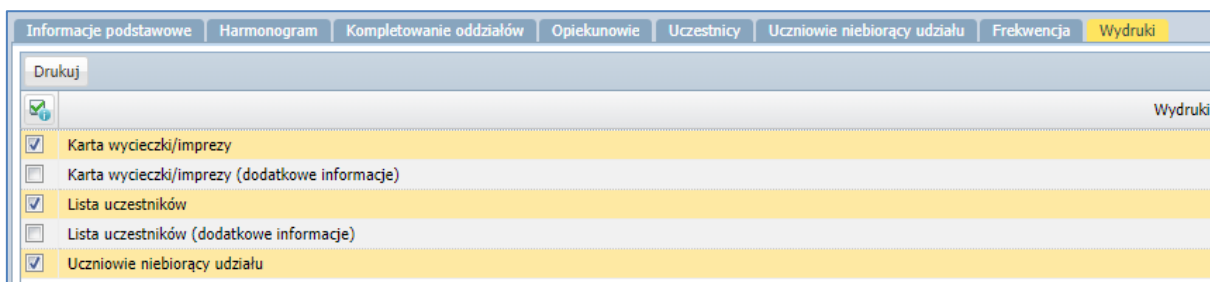 Informacje podstawowe Harmonogram Kompletowanie oddziałów Opiekunowie Uczestnicy Uczniowie niebiorący udziału Frekwencja Wydruki
Drukuj
Wydruki
Karta wycieczki/imprezy
Karta wycieczki/imprezy (dodatkowe informacje)
Lista uczestników
Lista uczestników (dodatkowe informacje)
Uczniowie niebiorący udziału